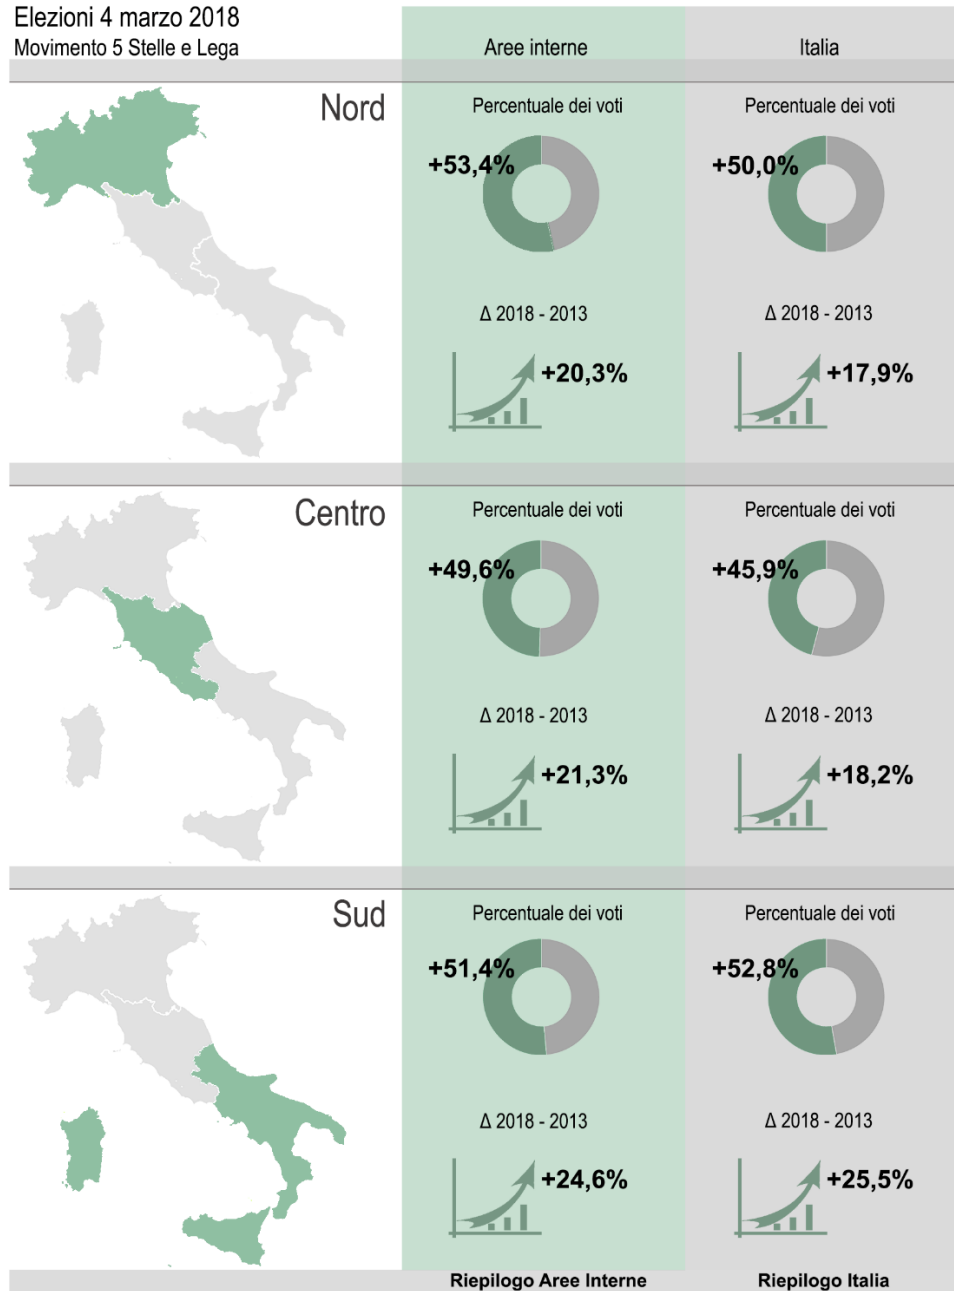 Elezioni 4 marzo 2018
Movimento 5 Stelle e Lega
Aree interne
Italia
Nord
Percentuale dei voti
Percentuale dei voti
+53,4%
+50,0%
Δ 2018 - 2013
Δ 2018 - 2013
+20,3%
+17,9%
Centro
Percentuale dei voti
Percentuale dei voti
+49,6%
+45,9%
Δ 2018 - 2013
Δ 2018 - 2013
+21,3%
+18,2%
Sud
Percentuale dei voti
Percentuale dei voti
+51,4%
+52,8%
Δ 2018 - 2013
Δ 2018 - 2013
+24,6%
+25,5%
Riepilogo Aree Interne
Riepilogo Italia